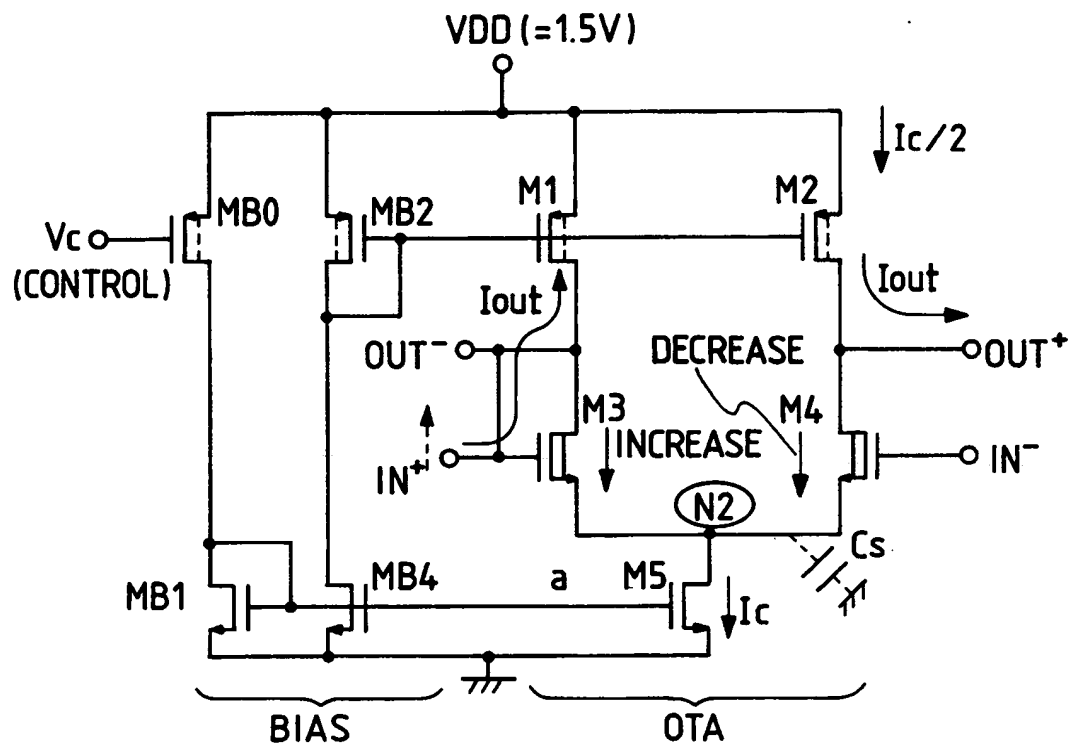 VDD (=1.5V)
Ic/2
MB0
MB2
M1
M2
Vc
(CONTROL)
Iout
Iout
OUT⁻
DECREASE
OUT⁺
M3
M4
INCREASE
IN⁺
IN⁻
N2
Cs
MB1
MB4
a
M5
Ic
BIAS
OTA